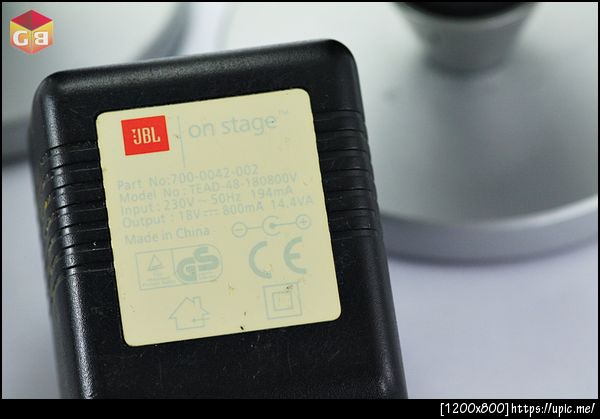 GB
JBL
on stage™
Part No:700-0042-002
Model No : TEAD-48-180800V
Input : 230V ~ 50Hz 194mA
Output : 18V ⎓ 800mA 14.4VA
Made in China
GS
CE
[1200x800]https://upic.me/